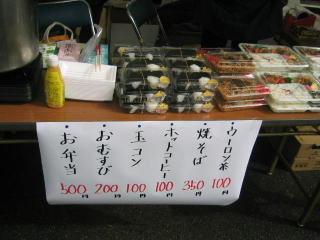 ・ウーロン茶 100円
・焼そば 350円
・ホットコーヒー 100円
・玉コン 100円
・おむすび 200円
・お弁当 500円